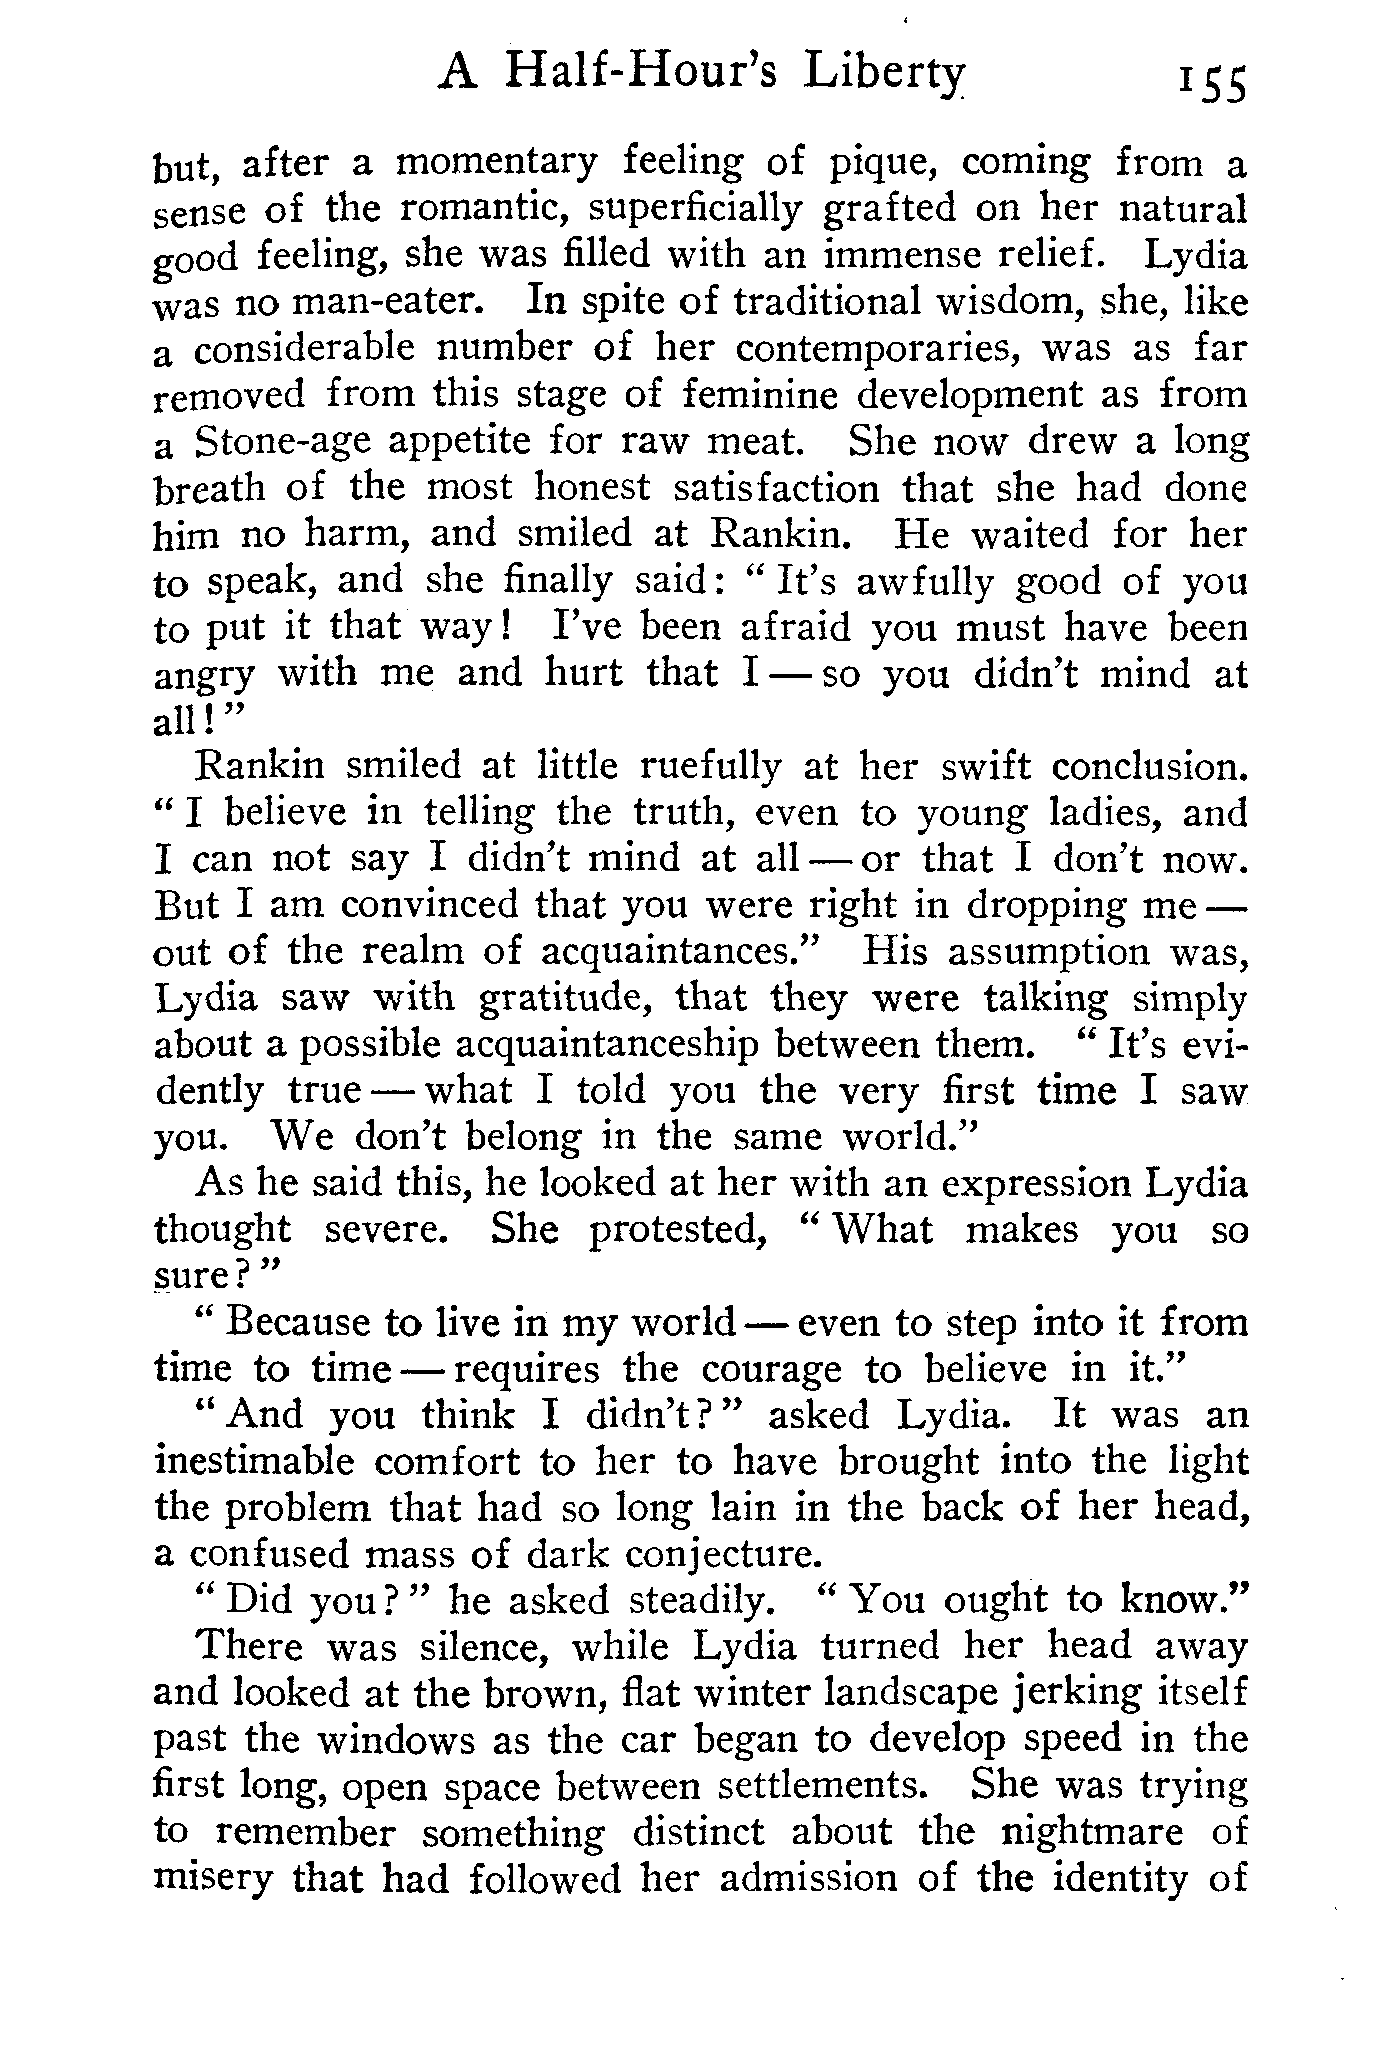 A Half-Hour's Liberty 155
but, after a momentary feeling of pique, coming from a
sense of the romantic, superficially grafted on her natural
good feeling, she was filled with an immense relief. Lydia
was no man-eater. In spite of traditional wisdom, she, like
a considerable number of her contemporaries, was as far
removed from this stage of feminine development as from
a Stone-age appetite for raw meat. She now drew a long
breath of the most honest satisfaction that she had done
him no harm, and smiled at Rankin. He waited for her
to speak, and she finally said: " It's awfully good of you
to put it that way! I've been afraid you must have been
angry with me and hurt that I — so you didn't mind at
all!"
Rankin smiled at little ruefully at her swift conclusion.
" I believe in telling the truth, even to young ladies, and
I can not say I didn't mind at all — or that I don't now.
But I am convinced that you were right in dropping me —
out of the realm of acquaintances." His assumption was,
Lydia saw with gratitude, that they were talking simply
about a possible acquaintanceship between them. " It's evi-
dently true — what I told you the very first time I saw
you. We don't belong in the same world."
As he said this, he looked at her with an expression Lydia
thought severe. She protested, " What makes you so
sure?"
" Because to live in my world — even to step into it from
time to time — requires the courage to believe in it."
" And you think I didn't?" asked Lydia. It was an
inestimable comfort to her to have brought into the light
the problem that had so long lain in the back of her head,
a confused mass of dark conjecture.
" Did you?" he asked steadily. " You ought to know."
There was silence, while Lydia turned her head away
and looked at the brown, flat winter landscape jerking itself
past the windows as the car began to develop speed in the
first long, open space between settlements. She was trying
to remember something distinct about the nightmare of
misery that had followed her admission of the identity of